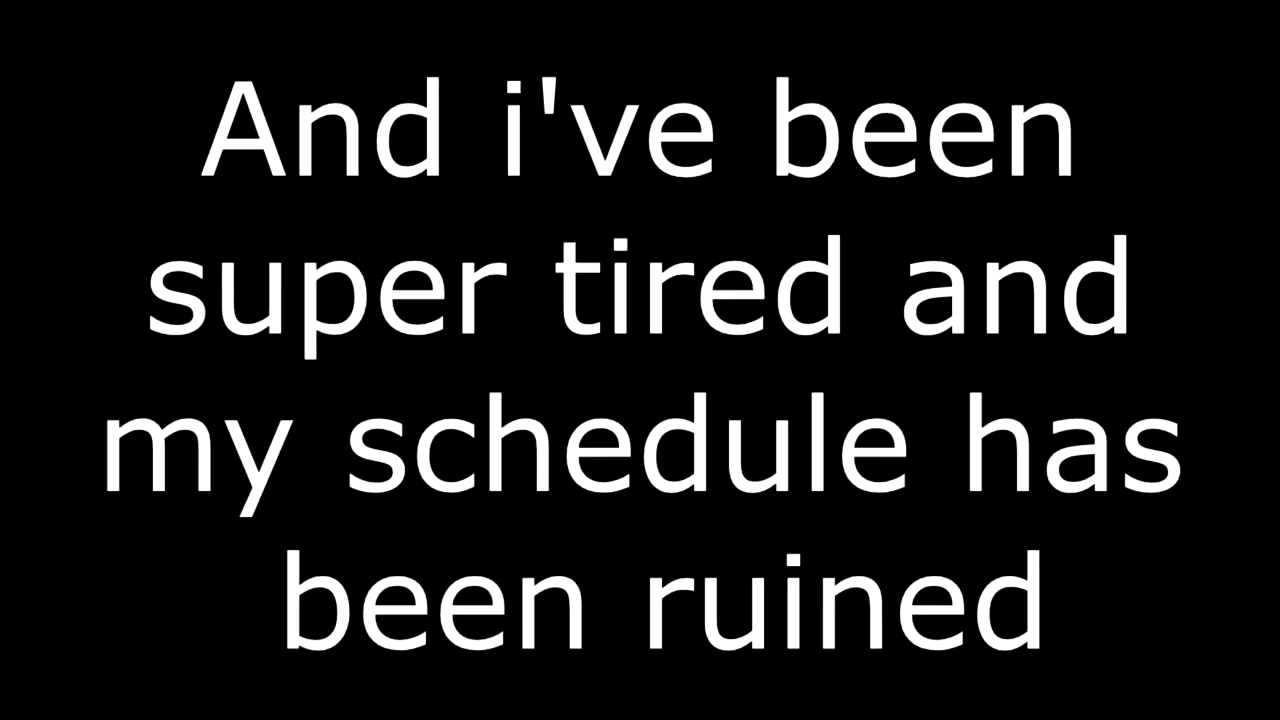 And i've been
super tired and
my schedule has
been ruined